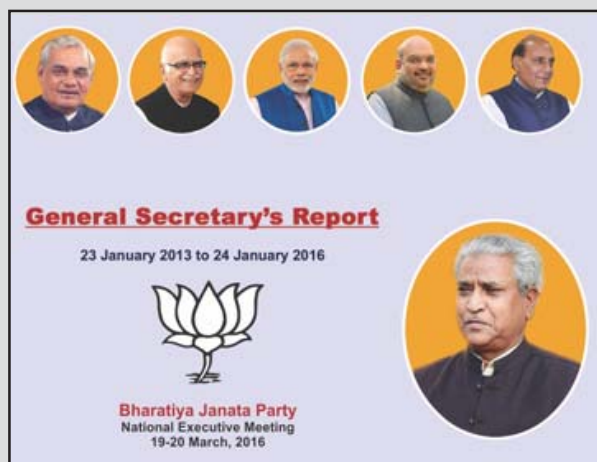 General Secretary's Report
23 January 2013 to 24 January 2016
Bharatiya Janata Party
National Executive Meeting
19-20 March, 2016